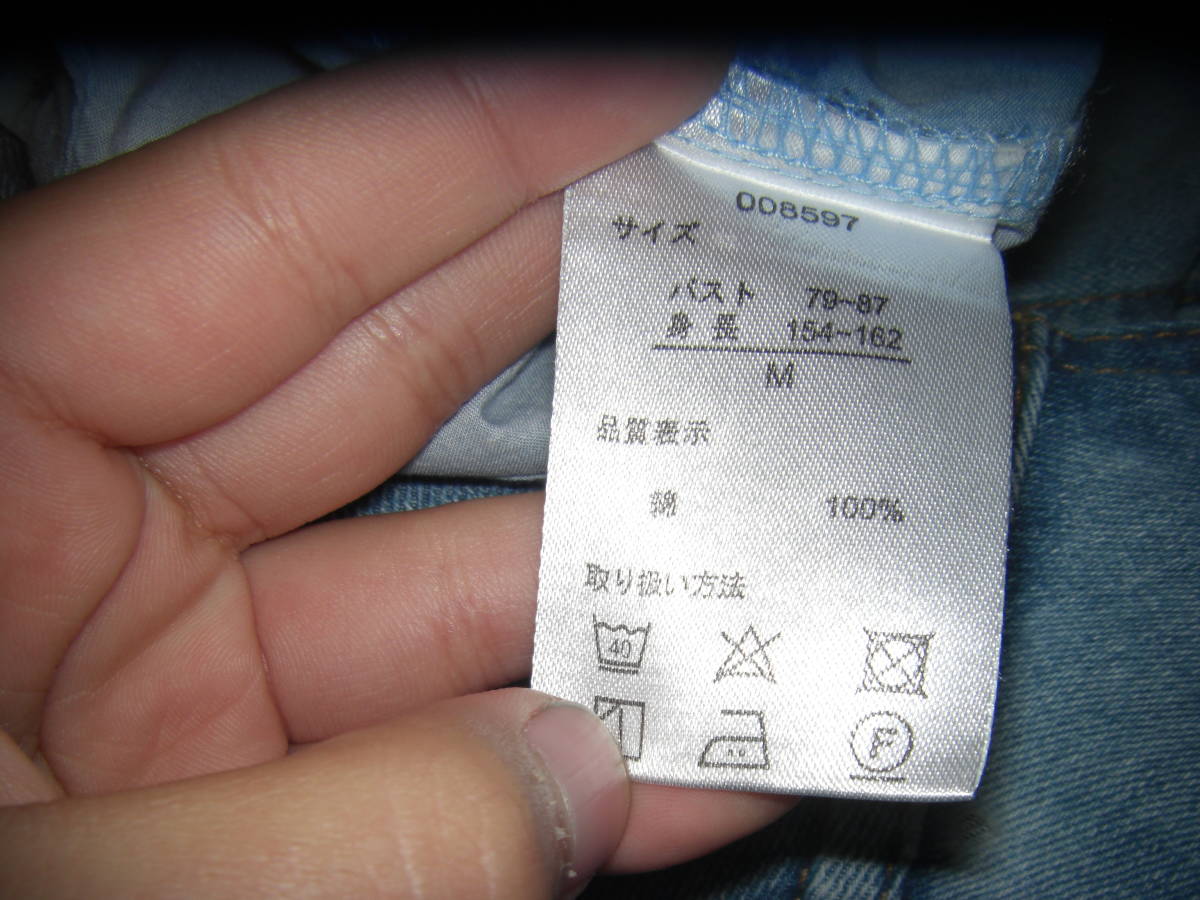 008597
サイズ
バスト 79~87
身長 154~162
M
品質表示
綿 100%
取り扱い方法
40
F